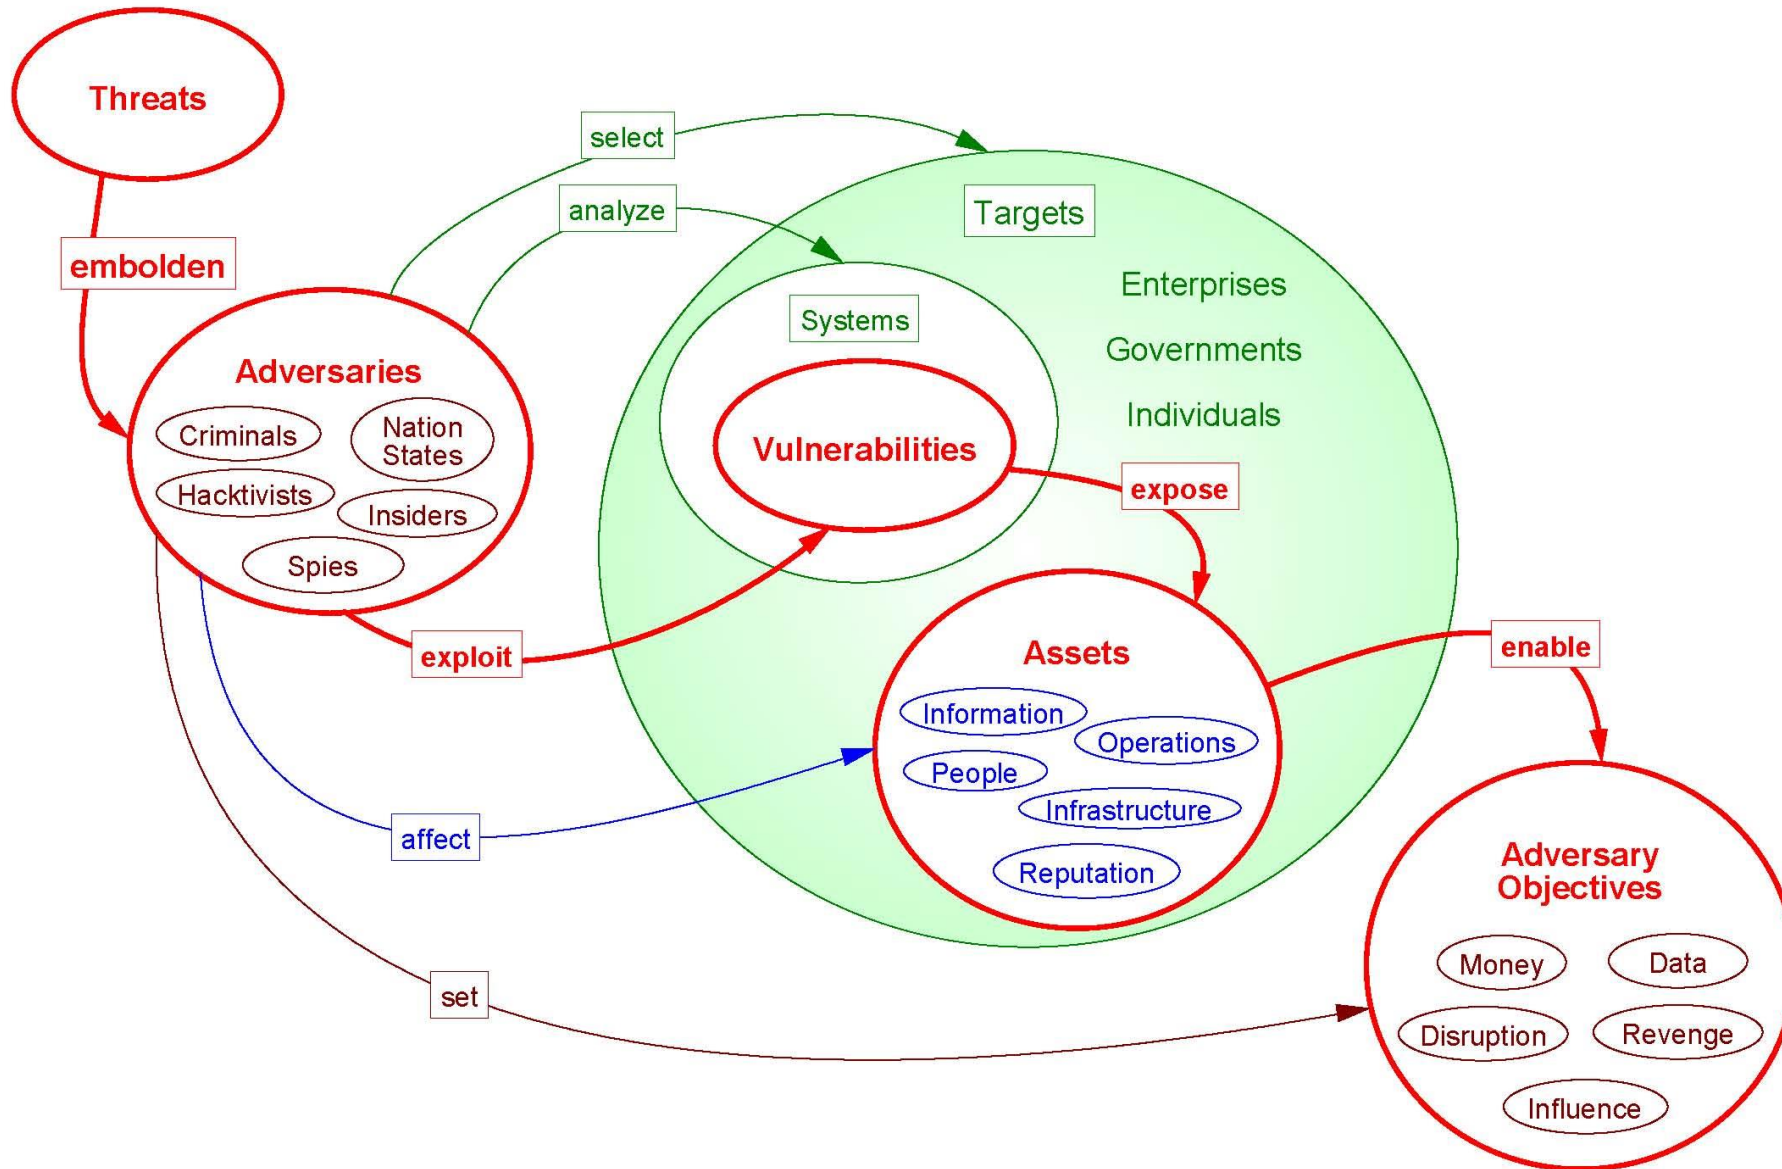 Threats
embolden
select
analyze
Targets
Enterprises
Governments
Individuals
Systems
Vulnerabilities
expose
Adversaries
Criminals
Nation
States
Hacktivists
Insiders
Spies
exploit
affect
set
Assets
Information
Operations
People
Infrastructure
Reputation
enable
Adversary
Objectives
Money
Data
Disruption
Revenge
Influence